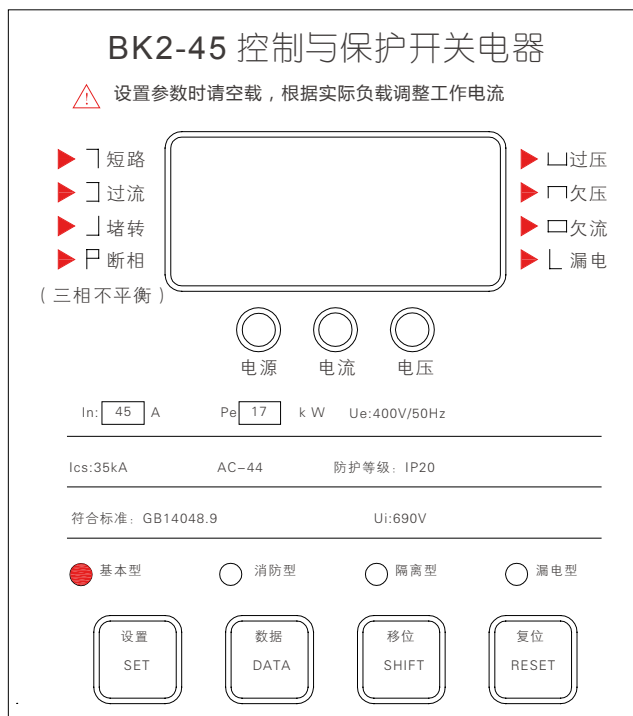 BK2-45 控制与保护开关电器
设置参数时请空载，根据实际负载调整工作电流
短路
过流
堵转
断相
（三相不平衡）
过压
欠压
欠流
漏电
电源 电流 电压
In: 45 A Pe 17 kW Ue:400V/50Hz
Ics:35kA AC-44 防护等级: IP20
符合标准: GB14048.9 Ui:690V
基本型 消防型 隔离型 漏电型
设置 数据 移位 复位
SET DATA SHIFT RESET